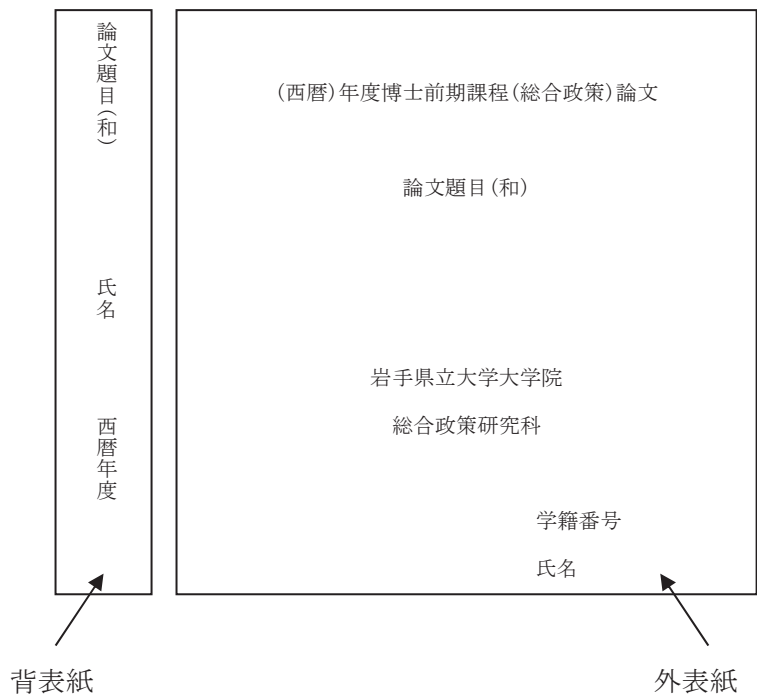 論文題目(和)
氏名
西暦年度
(西暦)年度博士前期課程(総合政策)論文
論文題目(和)
岩手県立大学大学院
総合政策研究科
学籍番号
氏名
背表紙
外表紙